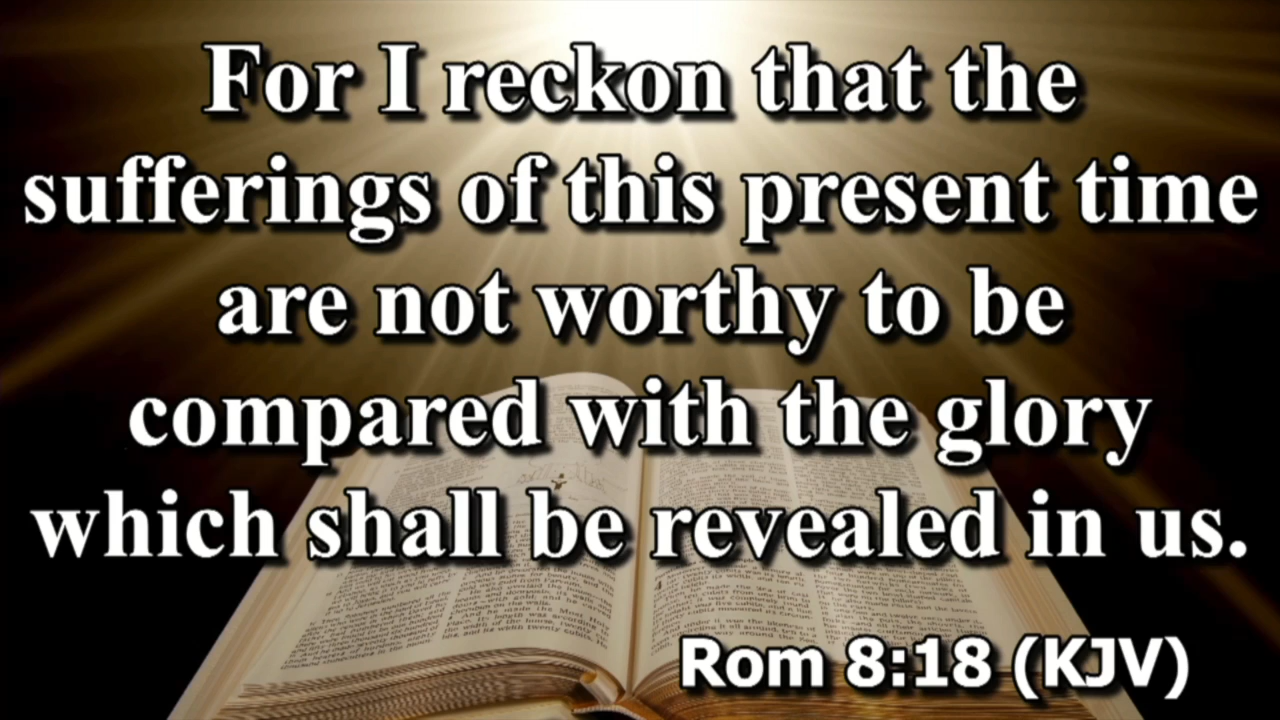 For I reckon that the
sufferings of this present time
are not worthy to be
compared with the glory
which shall be revealed in us.
Rom 8:18 (KJV)